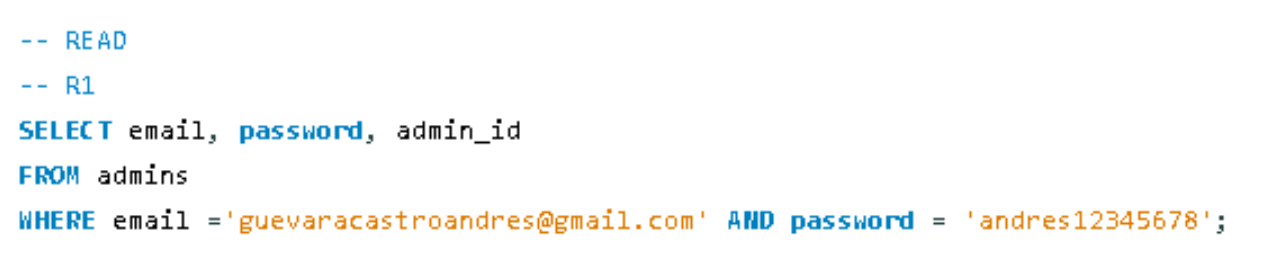 -- READ
-- R1
SELECT email, password, admin_id
FROM admins
WHERE email ='guevaracastroandres@gmail.com' AND password = 'andres12345678';